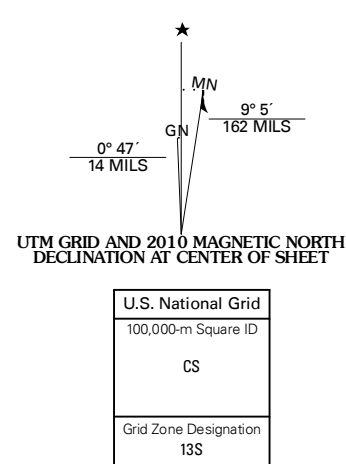 MN
9° 5´
162 MILS
GN
0° 47´
14 MILS
UTM GRID AND 2010 MAGNETIC NORTH
DECLINATION AT CENTER OF SHEET
U.S. National Grid
100,000-m Square ID
CS
Grid Zone Designation
13S